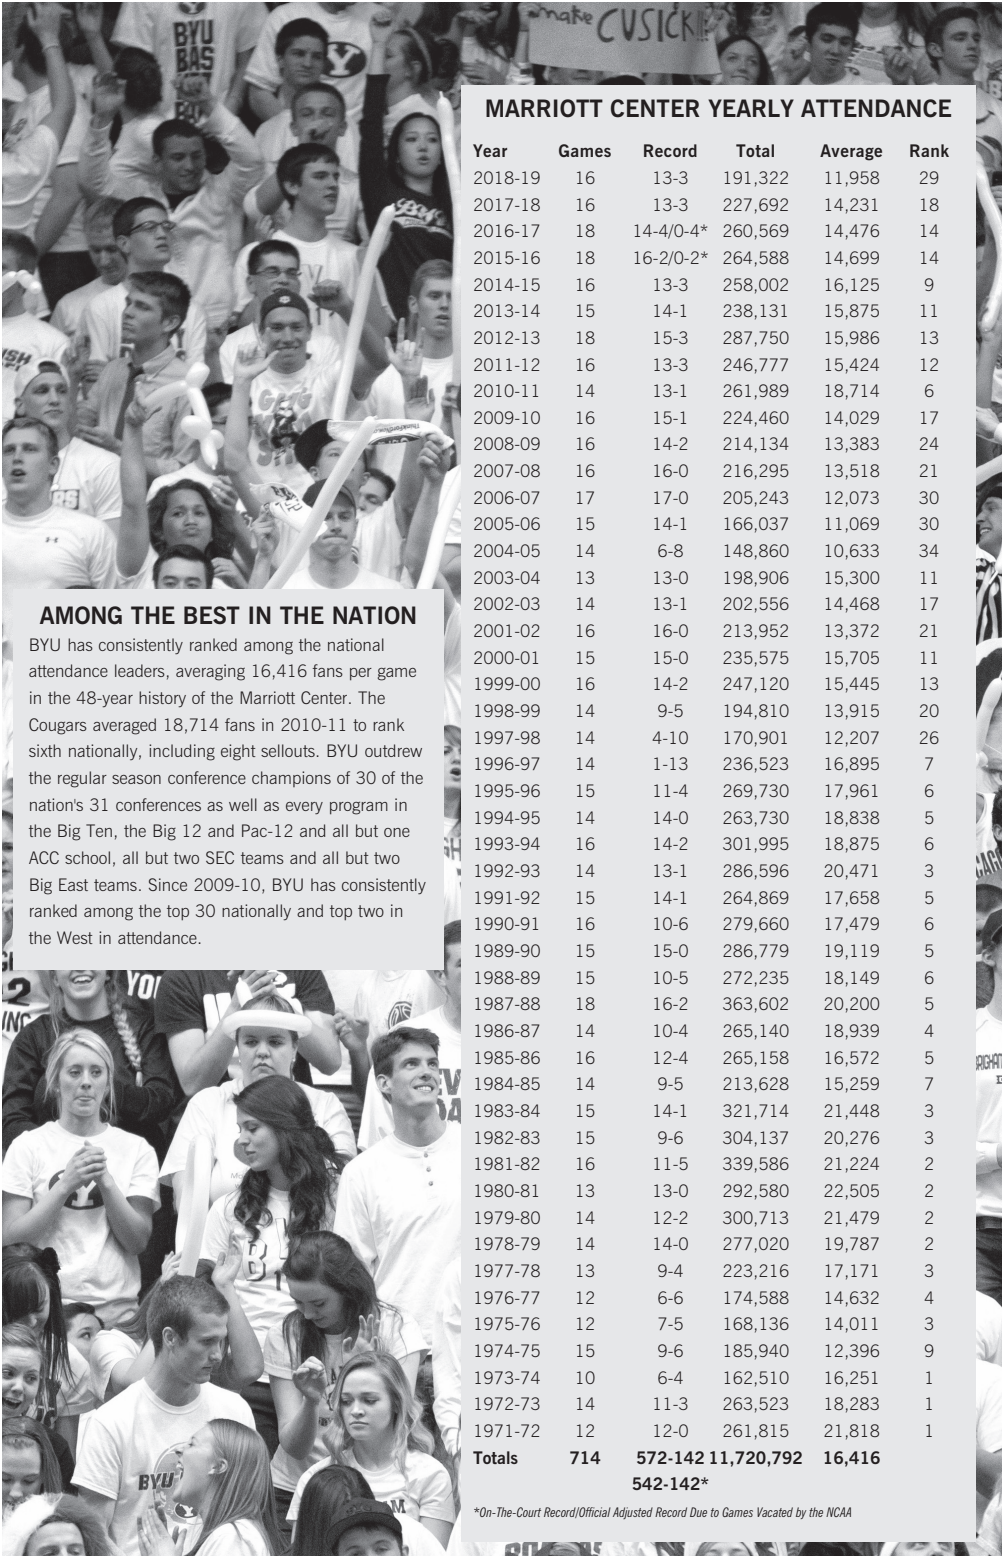 make CUSICK!!!
BYU
BAS
MARRIOTT CENTER YEARLY ATTENDANCE
Year Games Record Total Average Rank
2018-19 16 13-3 191,322 11,958 29
2017-18 16 13-3 227,692 14,231 18
2016-17 18 14-4/0-4* 260,569 14,476 14
2015-16 18 16-2/0-2* 264,588 14,699 14
2014-15 16 13-3 258,002 16,125 9
2013-14 15 14-1 238,131 15,875 11
2012-13 18 15-3 287,750 15,986 13
2011-12 16 13-3 246,777 15,424 12
2010-11 14 13-1 261,989 18,714 6
2009-10 16 15-1 224,460 14,029 17
2008-09 16 14-2 214,134 13,383 24
2007-08 16 16-0 216,295 13,518 21
2006-07 17 17-0 205,243 12,073 30
2005-06 15 14-1 166,037 11,069 30
2004-05 14 6-8 148,860 10,633 34
2003-04 13 13-0 198,906 15,300 11
2002-03 14 13-1 202,556 14,468 17
2001-02 16 16-0 213,952 13,372 21
2000-01 15 15-0 235,575 15,705 11
1999-00 16 14-2 247,120 15,445 13
1998-99 14 9-5 194,810 13,915 20
1997-98 14 4-10 170,901 12,207 26
1996-97 14 1-13 236,523 16,895 7
1995-96 15 11-4 269,730 17,961 6
1994-95 14 14-0 263,730 18,838 5
1993-94 16 14-2 301,995 18,875 6
1992-93 14 13-1 286,596 20,471 3
1991-92 15 14-1 264,869 17,658 5
1990-91 16 10-6 279,660 17,479 6
1989-90 15 15-0 286,779 19,119 5
1988-89 15 10-5 272,235 18,149 6
1987-88 18 16-2 363,602 20,200 5
1986-87 14 10-4 265,140 18,939 4
1985-86 16 12-4 265,158 16,572 5
1984-85 14 9-5 213,628 15,259 7
1983-84 15 14-1 321,714 21,448 3
1982-83 15 9-6 304,137 20,276 3
1981-82 16 11-5 339,586 21,224 2
1980-81 13 13-0 292,580 22,505 2
1979-80 14 12-2 300,713 21,479 2
1978-79 14 14-0 277,020 19,787 2
1977-78 13 9-4 223,216 17,171 3
1976-77 12 6-6 174,588 14,632 4
1975-76 12 7-5 168,136 14,011 3
1974-75 15 9-6 185,940 12,396 9
1973-74 10 6-4 162,510 16,251 1
1972-73 14 11-3 263,523 18,283 1
1971-72 12 12-0 261,815 21,818 1
Totals 714 572-142 11,720,792 16,416
542-142*
*On-The-Court Record/Official Adjusted Record Due to Games Vacated by the NCAA
AMONG THE BEST IN THE NATION
BYU has consistently ranked among the national
attendance leaders, averaging 16,416 fans per game
in the 48-year history of the Marriott Center. The
Cougars averaged 18,714 fans in 2010-11 to rank
sixth nationally, including eight sellouts. BYU outdrew
the regular season conference champions of 30 of the
nation's 31 conferences as well as every program in
the Big Ten, the Big 12 and Pac-12 and all but one
ACC school, all but two SEC teams and all but two
Big East teams. Since 2009-10, BYU has consistently
ranked among the top 30 nationally and top two in
the West in attendance.
YOU
Y
BYU